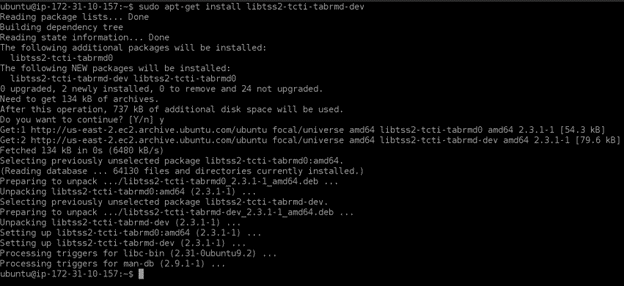 ubuntu@ip-172-31-10-157:~$ sudo apt-get install libtss2-tcti-tabrmd-dev
Reading package lists... Done
Building dependency tree
Reading state information... Done
The following additional packages will be installed:
  libtss2-tcti-tabrmd0
The following NEW packages will be installed:
  libtss2-tcti-tabrmd-dev libtss2-tcti-tabrmd0
0 upgraded, 2 newly installed, 0 to remove and 24 not upgraded.
Need to get 134 kB of archives.
After this operation, 737 kB of additional disk space will be used.
Do you want to continue? [Y/n] y
Get:1 http://us-east-2.ec2.archive.ubuntu.com/ubuntu focal/universe amd64 libtss2-tcti-tabrmd0 amd64 2.3.1-1 [54.3 kB]
Get:2 http://us-east-2.ec2.archive.ubuntu.com/ubuntu focal/universe amd64 libtss2-tcti-tabrmd-dev amd64 2.3.1-1 [79.6 kB]
Fetched 134 kB in 0s (6480 kB/s)
Selecting previously unselected package libtss2-tcti-tabrmd0:amd64.
(Reading database ... 64130 files and directories currently installed.)
Preparing to unpack .../libtss2-tcti-tabrmd0_2.3.1-1_amd64.deb ...
Unpacking libtss2-tcti-tabrmd0:amd64 (2.3.1-1) ...
Selecting previously unselected package libtss2-tcti-tabrmd-dev.
Preparing to unpack .../libtss2-tcti-tabrmd-dev_2.3.1-1_amd64.deb ...
Unpacking libtss2-tcti-tabrmd-dev (2.3.1-1) ...
Setting up libtss2-tcti-tabrmd0:amd64 (2.3.1-1) ...
Setting up libtss2-tcti-tabrmd-dev (2.3.1-1) ...
Processing triggers for libc-bin (2.31-0ubuntu9.2) ...
Processing triggers for man-db (2.9.1-1) ...
ubuntu@ip-172-31-10-157:~$